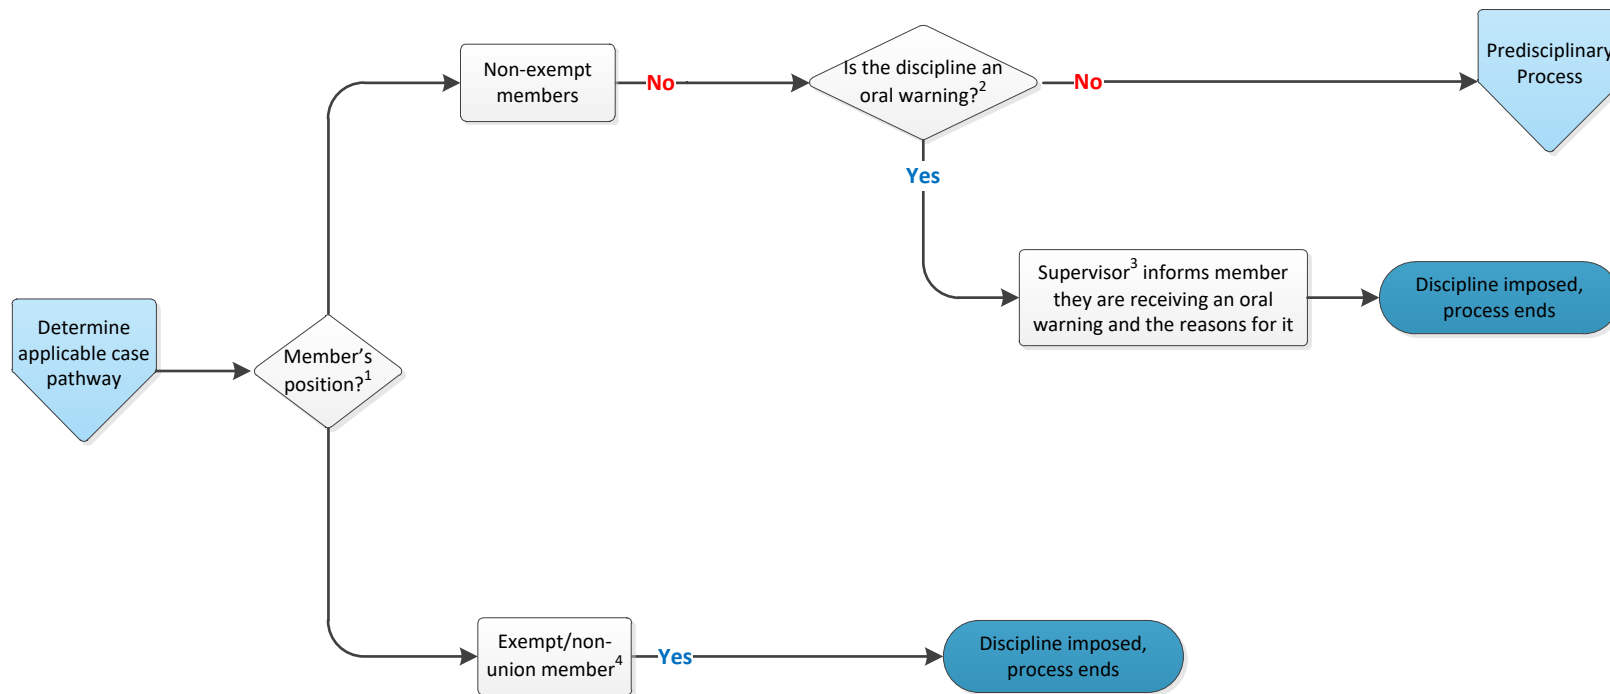 Non-exempt
members
No
Is the discipline an
oral warning?2
No
Predisciplinary
Process
Yes
Supervisor3 informs member
they are receiving an oral
warning and the reasons for it
Discipline imposed,
process ends
Determine
applicable case
pathway
Member’s
position?1
Exempt/non-
union member4
Yes
Discipline imposed,
process ends